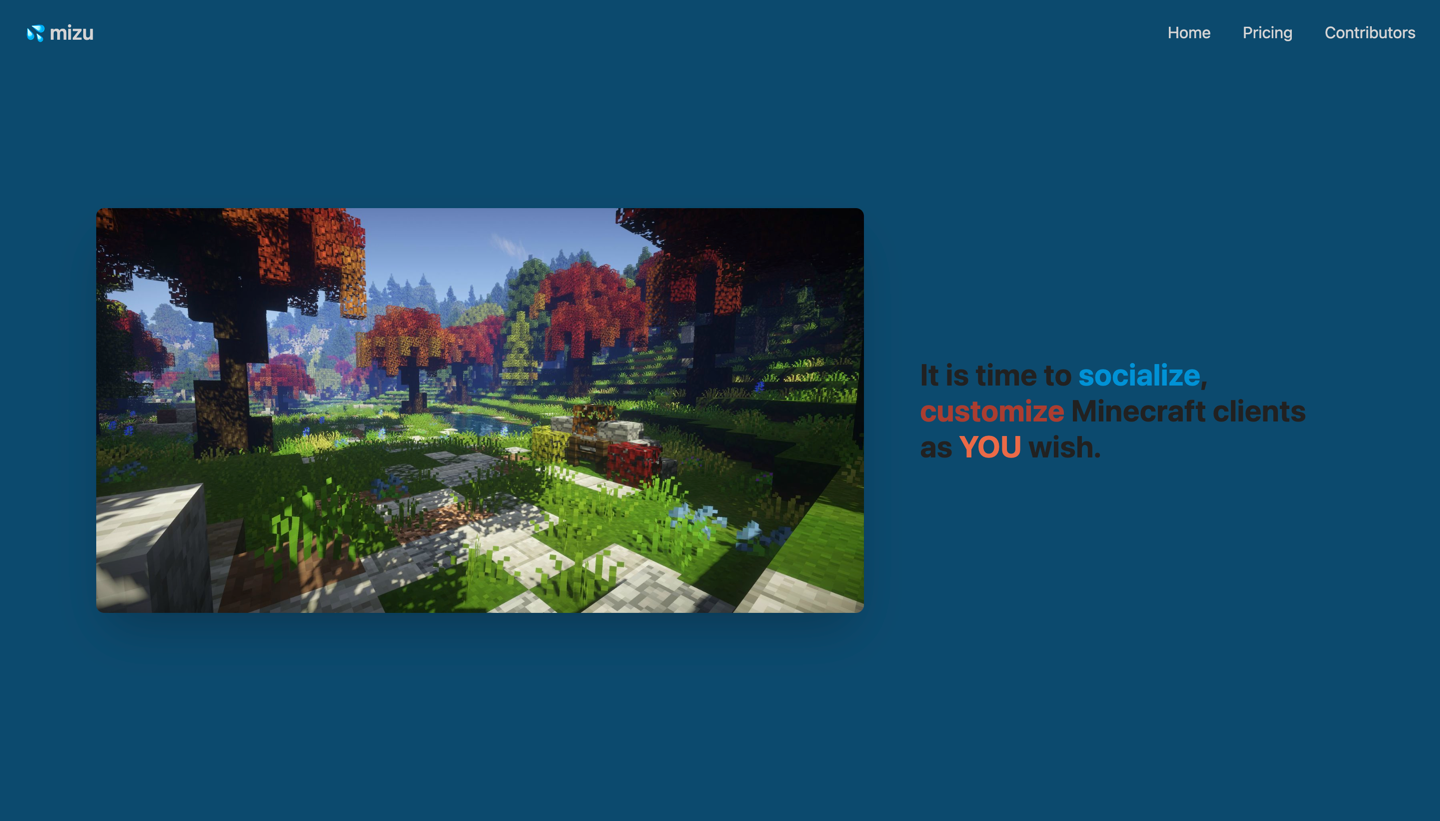 💦 mizu
Home
Pricing
Contributors
It is time to socialize,
customize Minecraft clients
as YOU wish.